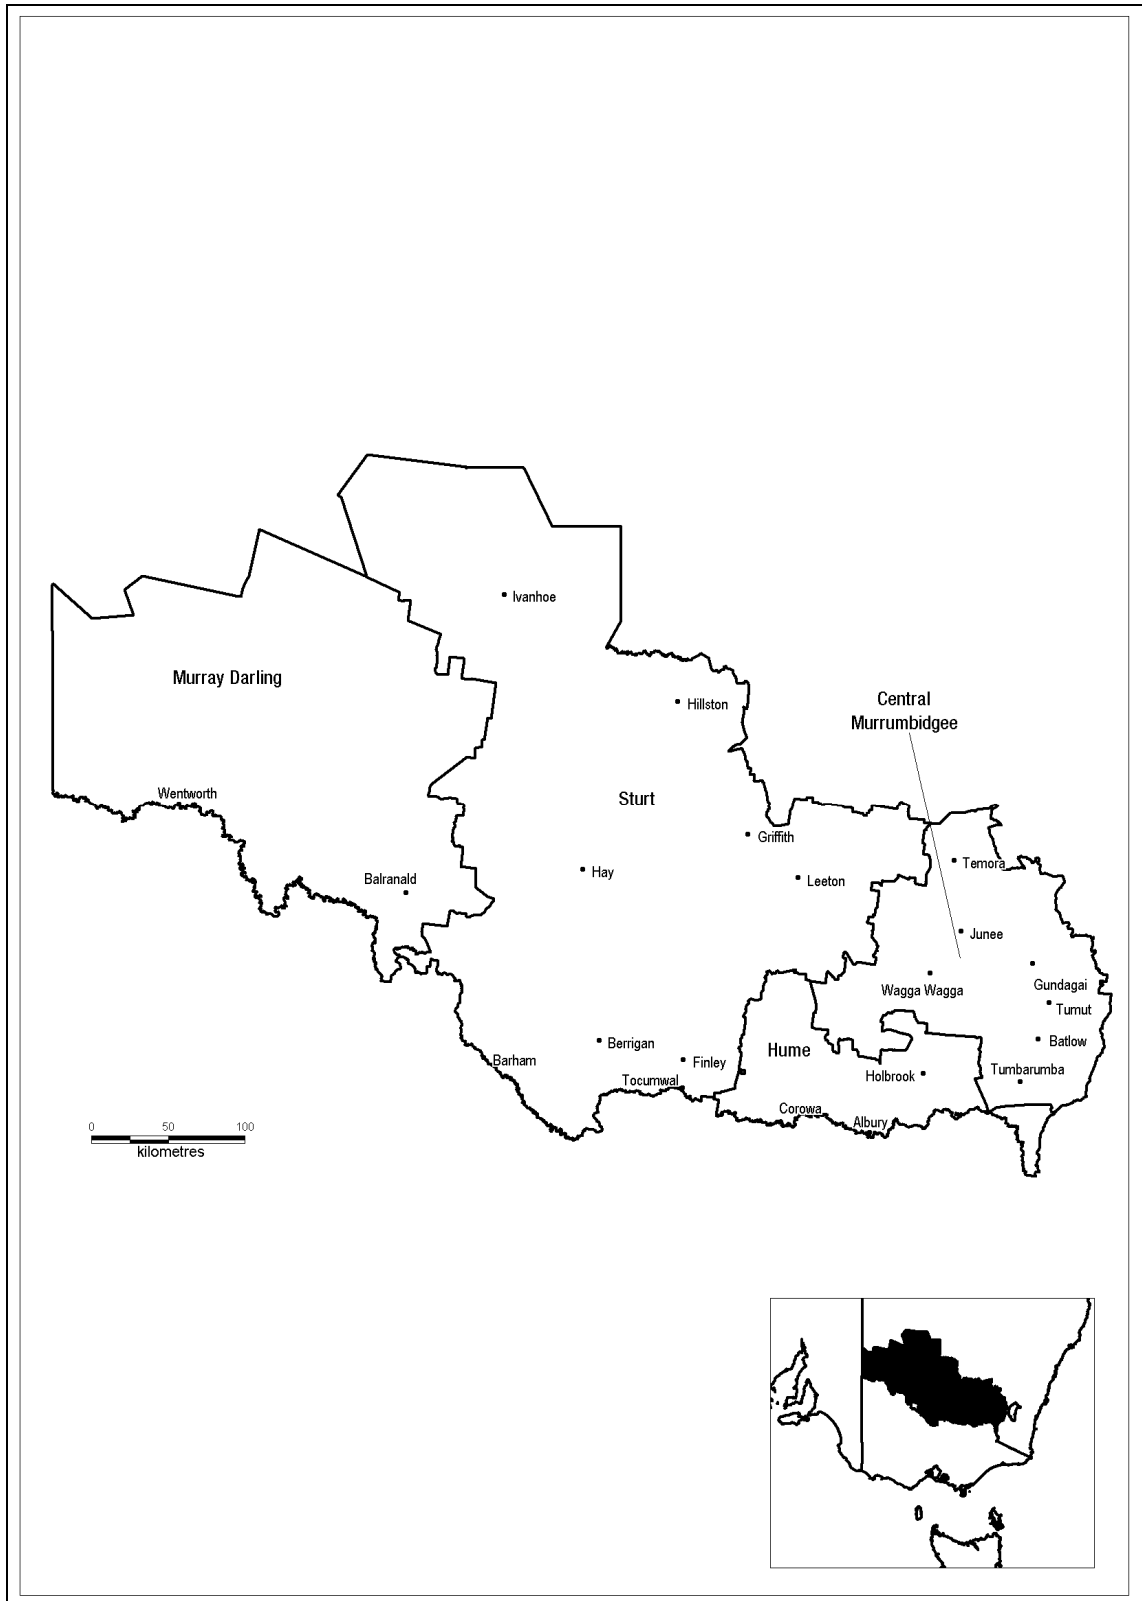 Ivanhoe
Murray Darling
Hillston
Central
Murrumbidgee
Wentworth
Sturt
Griffith
Temora
Balranald
Hay
Leeton
Junee
Wagga Wagga
Gundagai
Tumut
Berrigan
Batlow
Hume
Barham
Finley
Holbrook
Tumbarumba
Tocumwal
Corowa
Albury
0 50 100
kilometres